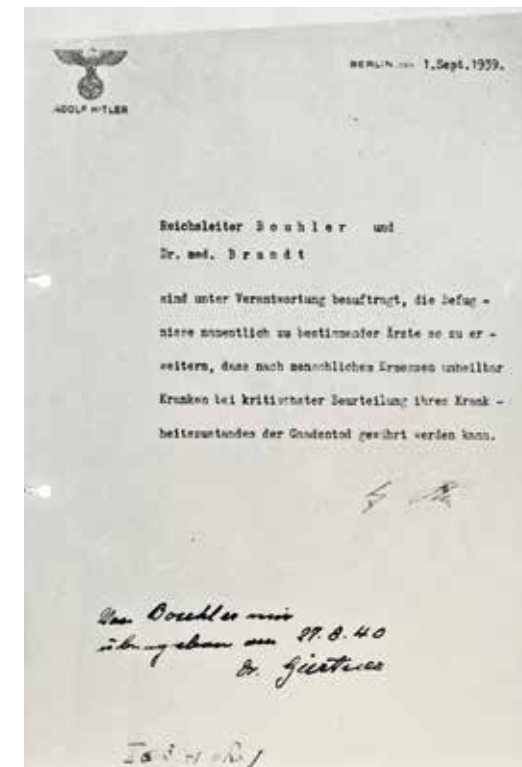 ADOLF HITLER
BERLIN, DEN 1.Sept.1939.
Reichsleiter B o u h l e r und
Dr. med. B r a n d t
sind unter Verantwortung beauftragt, die Befug -
nisse namentlich zu bestimmender Ärzte so zu er -
weitern, dass nach menschlichem Ermessen unheilbar
Kranken bei kritischster Beurteilung ihres Krank -
heitszustandes der Gnadentod gewährt werden kann.
Von Bouhler mir
übergeben am 27.8.40
Dr. Gürtner